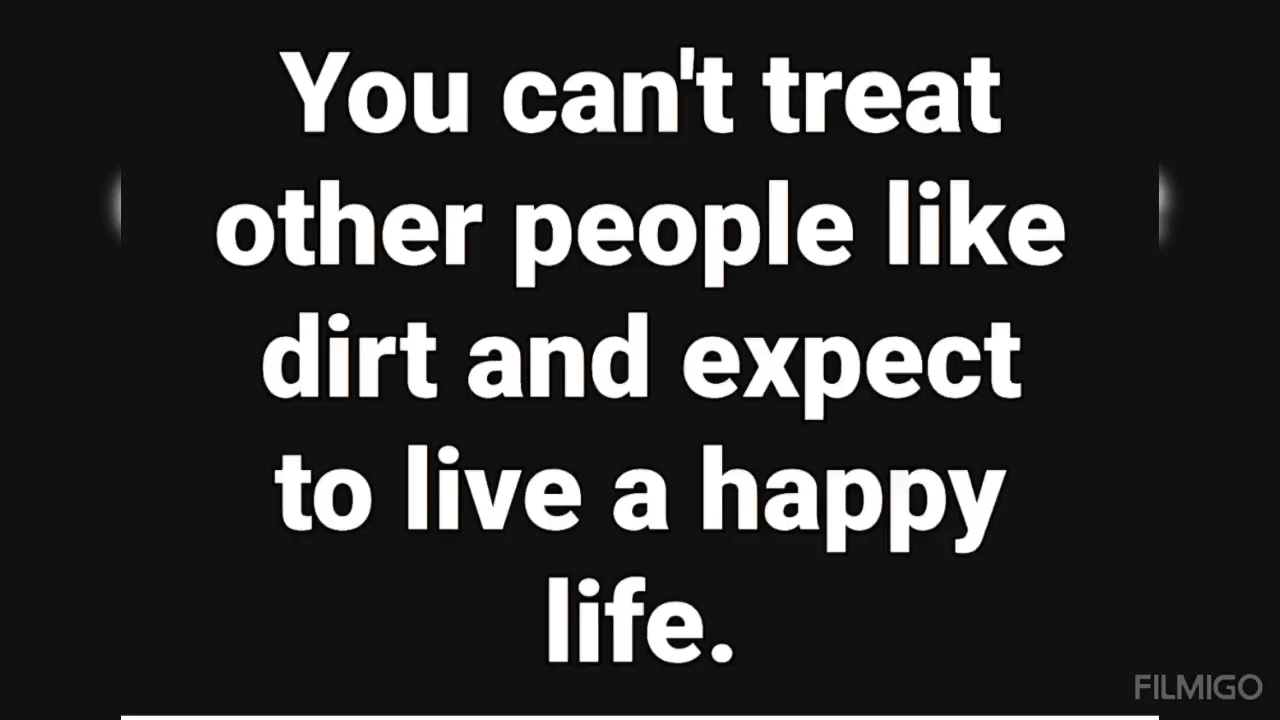 You can't treat
other people like
dirt and expect
to live a happy
life.
FILMIGO